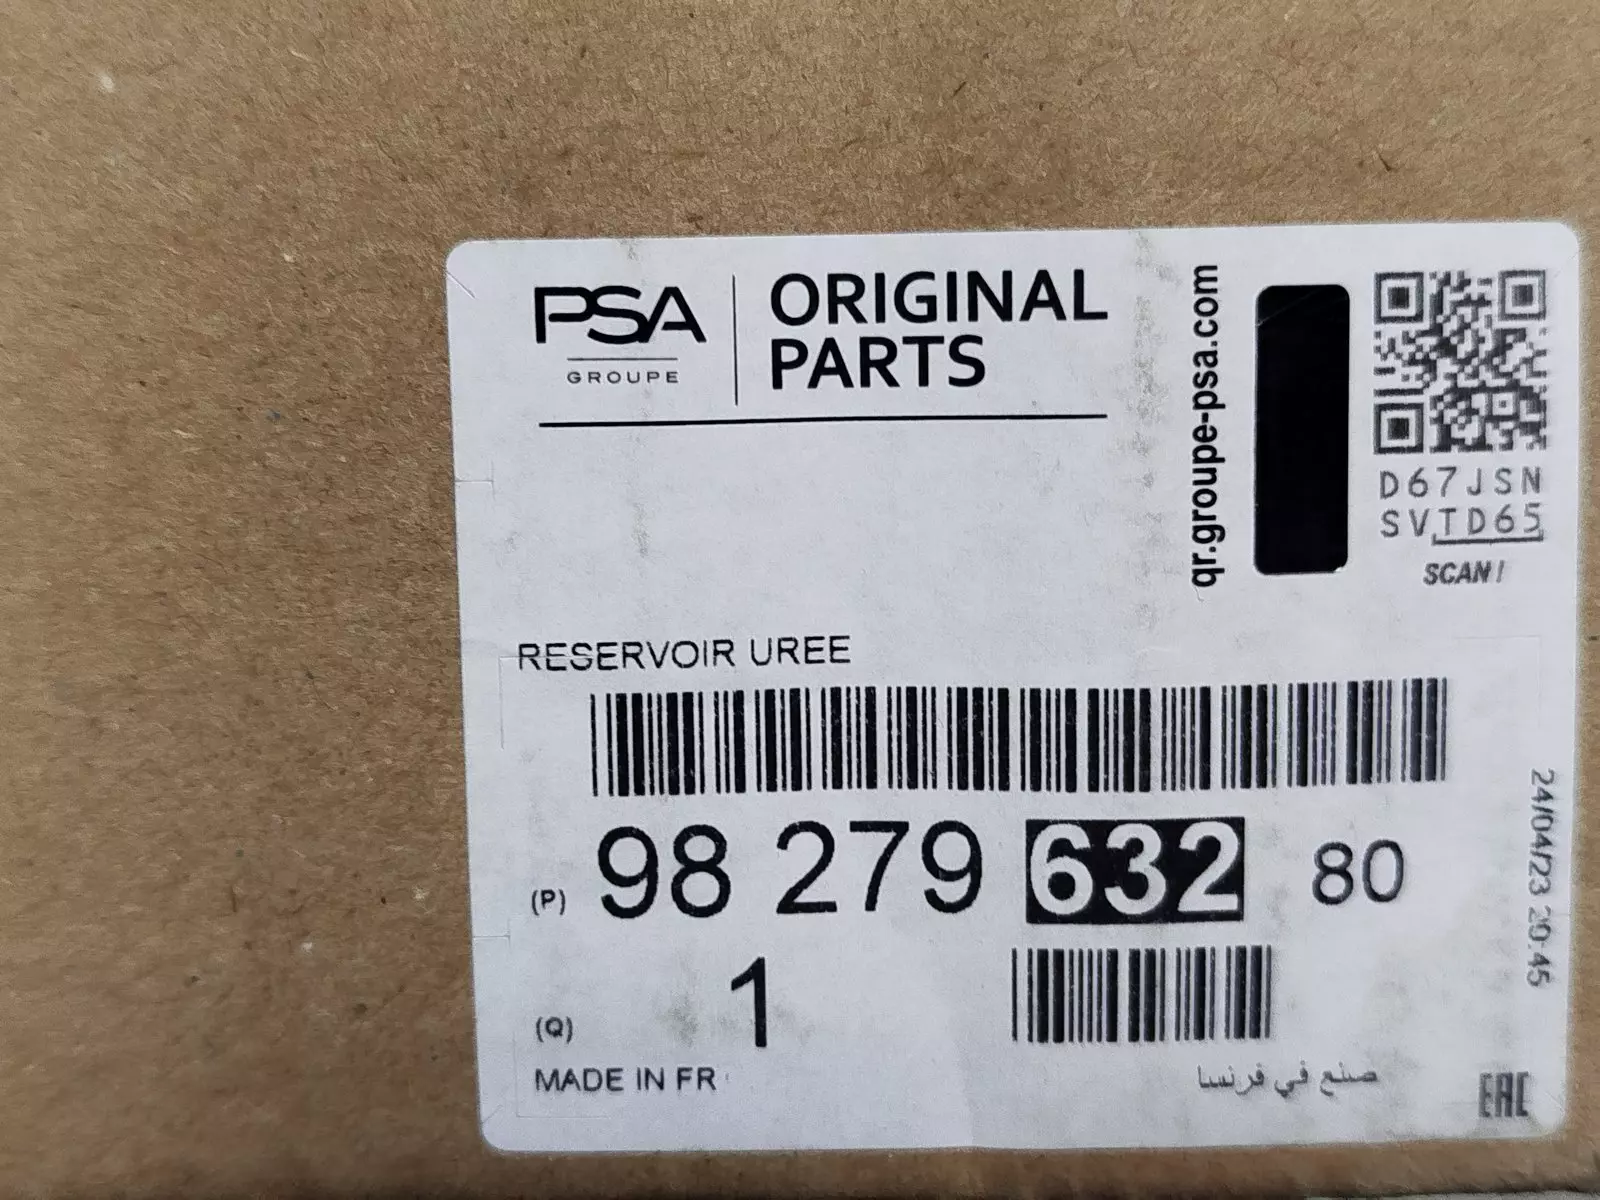 PSA
GROUPE
ORIGINAL
PARTS
qr.groupe-psa.com
D67JSN
SVTD65
SCAN!
RESERVOIR UREE
(P) 98 279 632 80
(Q) 1
24/04/23 20:45
MADE IN FR
صنع في فرنسا
EAC